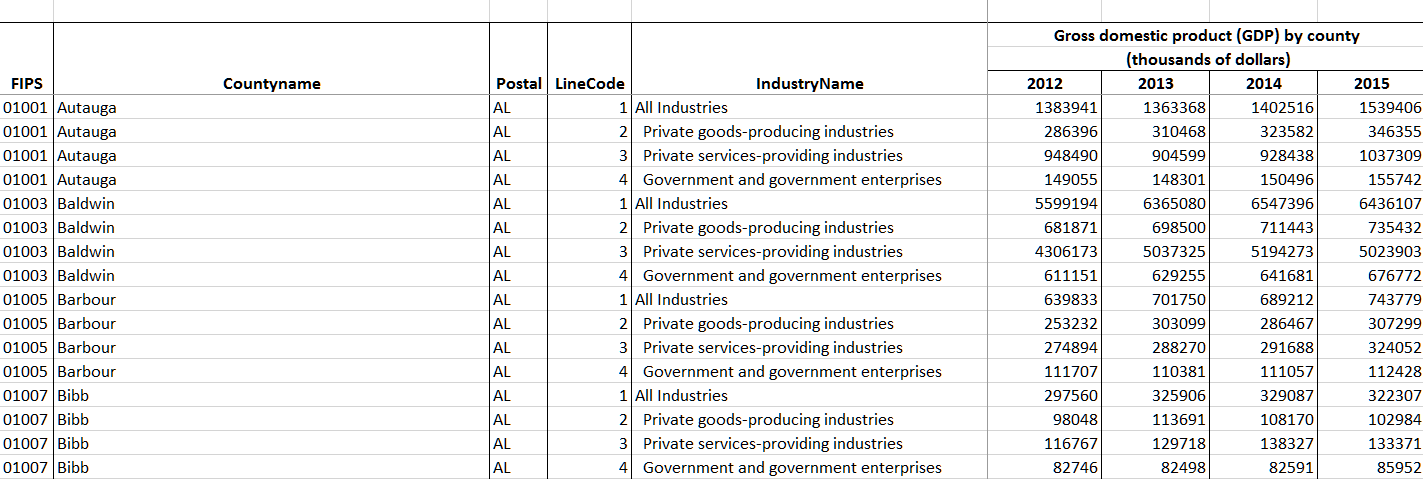 Gross domestic product (GDP) by county
(thousands of dollars)
FIPS Countyname Postal LineCode IndustryName 2012 2013 2014 2015
01001 Autauga AL 1 All Industries 1383941 1363368 1402516 1539406
01001 Autauga AL 2 Private goods-producing industries 286396 310468 323582 346355
01001 Autauga AL 3 Private services-providing industries 948490 904599 928438 1037309
01001 Autauga AL 4 Government and government enterprises 149055 148301 150496 155742
01003 Baldwin AL 1 All Industries 5599194 6365080 6547396 6436107
01003 Baldwin AL 2 Private goods-producing industries 681871 698500 711443 735432
01003 Baldwin AL 3 Private services-providing industries 4306173 5037325 5194273 5023903
01003 Baldwin AL 4 Government and government enterprises 611151 629255 641681 676772
01005 Barbour AL 1 All Industries 639833 701750 689212 743779
01005 Barbour AL 2 Private goods-producing industries 253232 303099 286467 307299
01005 Barbour AL 3 Private services-providing industries 274894 288270 291688 324052
01005 Barbour AL 4 Government and government enterprises 111707 110381 111057 112428
01007 Bibb AL 1 All Industries 297560 325906 329087 322307
01007 Bibb AL 2 Private goods-producing industries 98048 113691 108170 102984
01007 Bibb AL 3 Private services-providing industries 116767 129718 138327 133371
01007 Bibb AL 4 Government and government enterprises 82746 82498 82591 85952